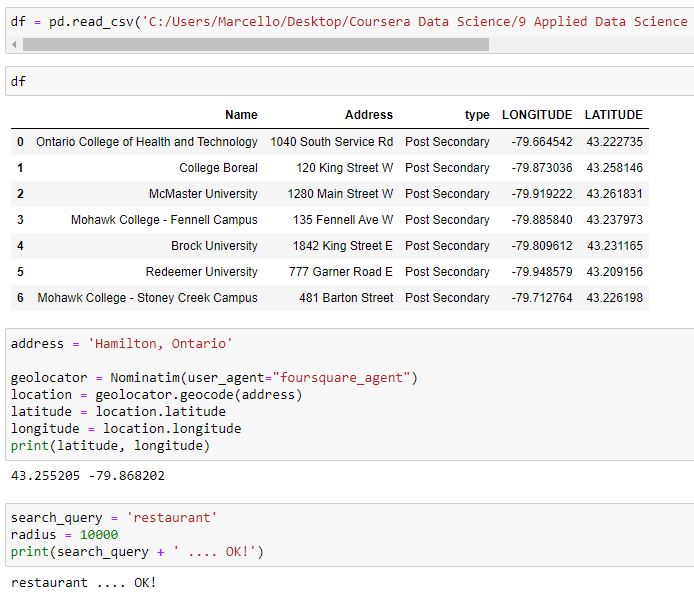 df = pd.read_csv('C:/Users/Marcello/Desktop/Coursera Data Science/9 Applied Data Science
df
Name Address type LONGITUDE LATITUDE
0 Ontario College of Health and Technology 1040 South Service Rd Post Secondary -79.664542 43.222735
1 College Boreal 120 King Street W Post Secondary -79.873036 43.258146
2 McMaster University 1280 Main Street W Post Secondary -79.919222 43.261831
3 Mohawk College - Fennell Campus 135 Fennell Ave W Post Secondary -79.885840 43.237973
4 Brock University 1842 King Street E Post Secondary -79.809612 43.231165
5 Redeemer University 777 Garner Road E Post Secondary -79.948579 43.209156
6 Mohawk College - Stoney Creek Campus 481 Barton Street Post Secondary -79.712764 43.226198
address = 'Hamilton, Ontario'
geolocator = Nominatim(user_agent="foursquare_agent")
location = geolocator.geocode(address)
latitude = location.latitude
longitude = location.longitude
print(latitude, longitude)
43.255205 -79.868202
search_query = 'restaurant'
radius = 10000
print(search_query + ' .... OK!')
restaurant .... OK!